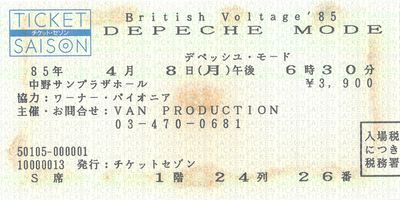 TICKET
チケット・セゾン
SAISON
British Voltage'85
DEPECHE MODE
デペッシュ・モード
85年 4月 8日(月)午後 6時30分
中野サンプラザホール ¥3,900
協力:ワーナー・パイオニア
主催・お問合せ:VAN PRODUCTION
03-470-0681
入場税
につき
税務署
50105-000001
10000013 発行:チケットセゾン
S席 1階 24列 26番